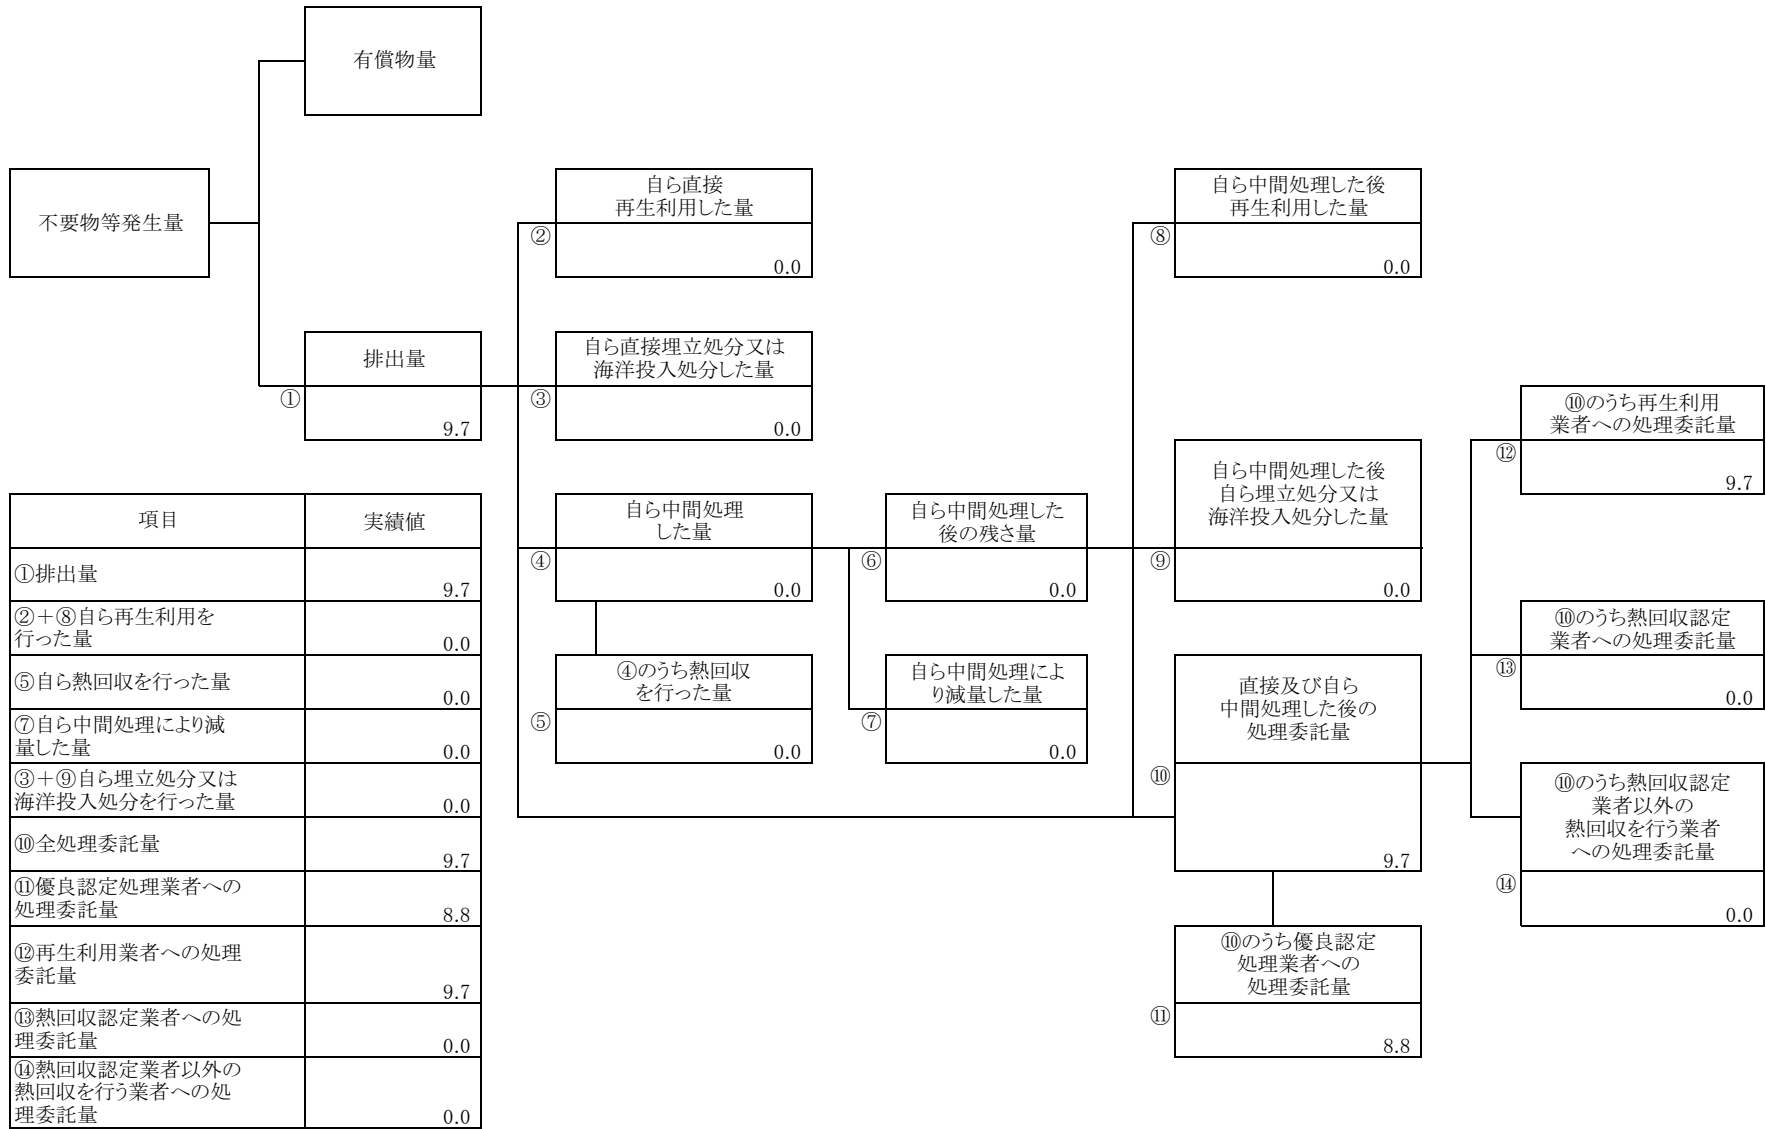 有償物量
不要物等発生量
自ら直接
再生利用した量
②
0.0
自ら中間処理した後
再生利用した量
⑧
0.0
排出量
①
9.7
自ら直接埋立処分又は
海洋投入処分した量
③
0.0
⑩のうち再生利用
業者への処理委託量
⑫
9.7
自ら中間処理
した量
④
0.0
自ら中間処理した
後の残さ量
⑥
0.0
自ら中間処理した後
自ら埋立処分又は
海洋投入処分した量
⑨
0.0
⑩のうち熱回収認定
業者への処理委託量
⑬
0.0
④のうち熱回収
を行った量
⑤
0.0
自ら中間処理によ
り減量した量
⑦
0.0
直接及び自ら
中間処理した後の
処理委託量
⑩
9.7
⑩のうち熱回収認定
業者以外の
熱回収を行う業者
への処理委託量
⑭
0.0
⑩のうち優良認定
処理業者への
処理委託量
⑪
8.8
項目 実績値
①排出量
9.7
②+⑧自ら再生利用を
行った量
0.0
⑤自ら熱回収を行った量
0.0
⑦自ら中間処理により減
量した量
0.0
③+⑨自ら埋立処分又は
海洋投入処分を行った量
0.0
⑩全処理委託量
9.7
⑪優良認定処理業者への
処理委託量
8.8
⑫再生利用業者への処理
委託量
9.7
⑬熱回収認定業者への処
理委託量
0.0
⑭熱回収認定業者以外の
熱回収を行う業者への処
理委託量
0.0